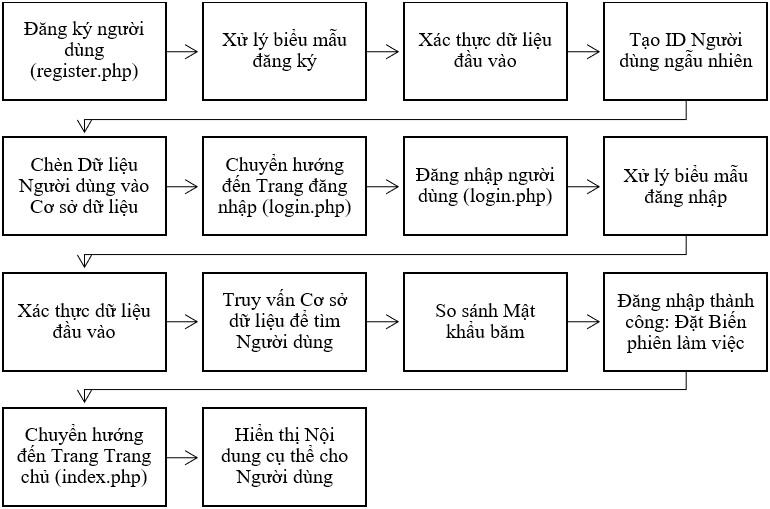 Đăng ký người
dùng
(register.php)
Xử lý biểu mẫu
đăng ký
Xác thực dữ liệu
đầu vào
Tạo ID Người
dùng ngẫu nhiên
Chèn Dữ liệu
Người dùng vào
Cơ sở dữ liệu
Chuyển hướng
đến Trang đăng
nhập (login.php)
Đăng nhập người
dùng (login.php)
Xử lý biểu mẫu
đăng nhập
Xác thực dữ liệu
đầu vào
Truy vấn Cơ sở
dữ liệu để tìm
Người dùng
So sánh Mật
khẩu băm
Đăng nhập thành
công: Đặt Biến
phiên làm việc
Chuyển hướng
đến Trang Trang
chủ (index.php)
Hiển thị Nội
dung cụ thể cho
Người dùng